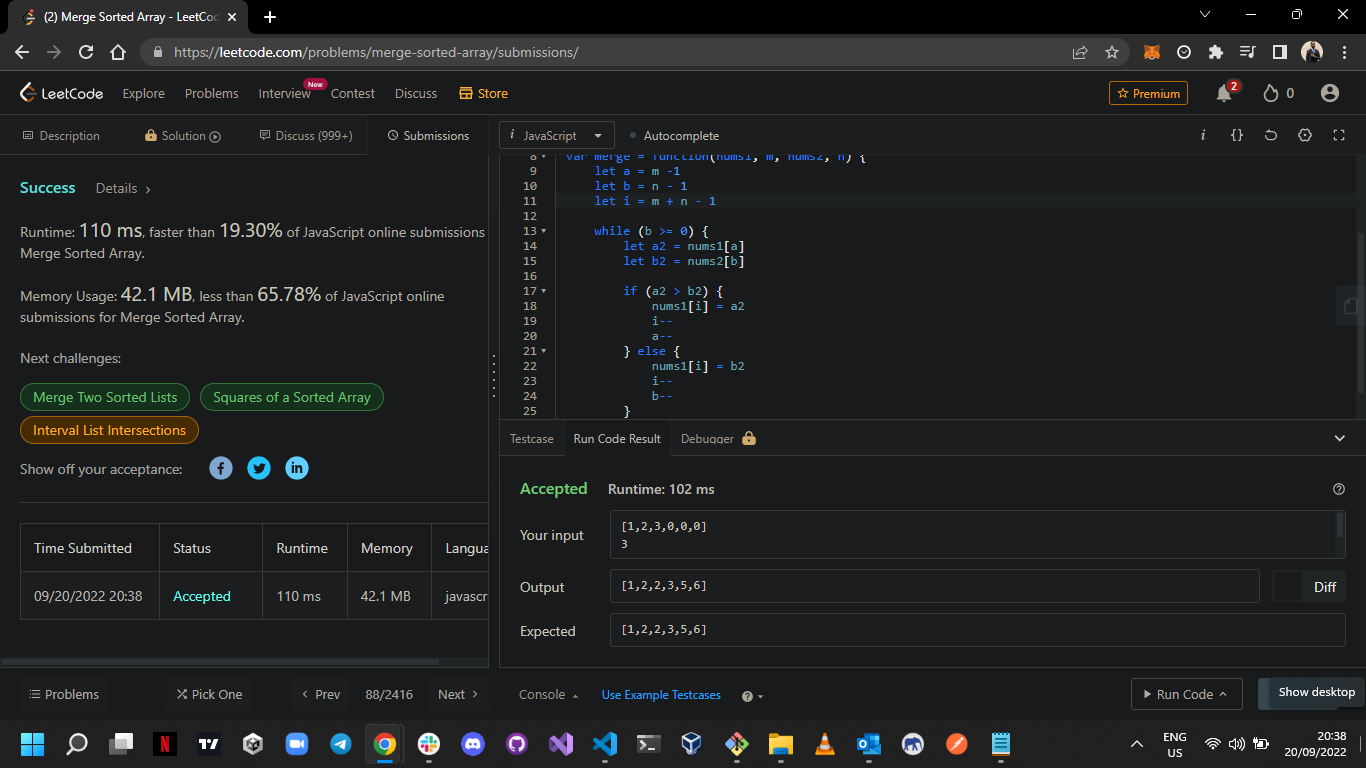 (2) Merge Sorted Array - LeetCod
https://leetcode.com/problems/merge-sorted-array/submissions/
LeetCode Explore Problems Interview New Contest Discuss Store Premium 2 0
Description Solution Discuss (999+) Submissions
i JavaScript Autocomplete i {}
Success Details >
Runtime: 110 ms, faster than 19.30% of JavaScript online submissions
Merge Sorted Array.
Memory Usage: 42.1 MB, less than 65.78% of JavaScript online
submissions for Merge Sorted Array.
Next challenges:
Merge Two Sorted Lists Squares of a Sorted Array
Interval List Intersections
Show off your acceptance: f in
Time Submitted Status Runtime Memory Langua
09/20/2022 20:38 Accepted 110 ms 42.1 MB javascr
8 var merge = function(nums1, m, nums2, n) {
9 let a = m -1
10 let b = n - 1
11 let i = m + n - 1
12
13 while (b >= 0) {
14 let a2 = nums1[a]
15 let b2 = nums2[b]
16
17 if (a2 > b2) {
18 nums1[i] = a2
19 i--
20 a--
21 } else {
22 nums1[i] = b2
23 i--
24 b--
25 }
Testcase Run Code Result Debugger
Accepted Runtime: 102 ms
Your input
[1,2,3,0,0,0]
3
Output [1,2,2,3,5,6] Diff
Expected [1,2,2,3,5,6]
Problems Pick One < Prev 88/2416 Next >
Console Use Example Testcases ? Run Code Show desktop
N
ENG
US
20:38
20/09/2022